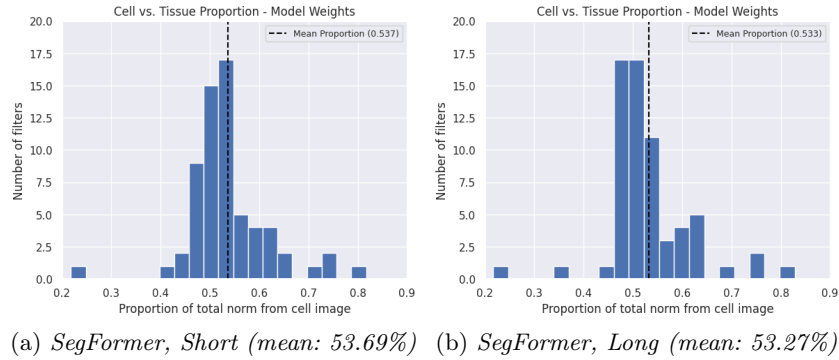 Cell vs. Tissue Proportion - Model Weights
Mean Proportion (0.537)
Number of filters
20.0
17.5
15.0
12.5
10.0
7.5
5.0
2.5
0.0
0.2 0.3 0.4 0.5 0.6 0.7 0.8 0.9
Proportion of total norm from cell image
(a) SegFormer, Short (mean: 53.69%)
Cell vs. Tissue Proportion - Model Weights
Mean Proportion (0.533)
Number of filters
20.0
17.5
15.0
12.5
10.0
7.5
5.0
2.5
0.0
0.2 0.3 0.4 0.5 0.6 0.7 0.8 0.9
Proportion of total norm from cell image
(b) SegFormer, Long (mean: 53.27%)